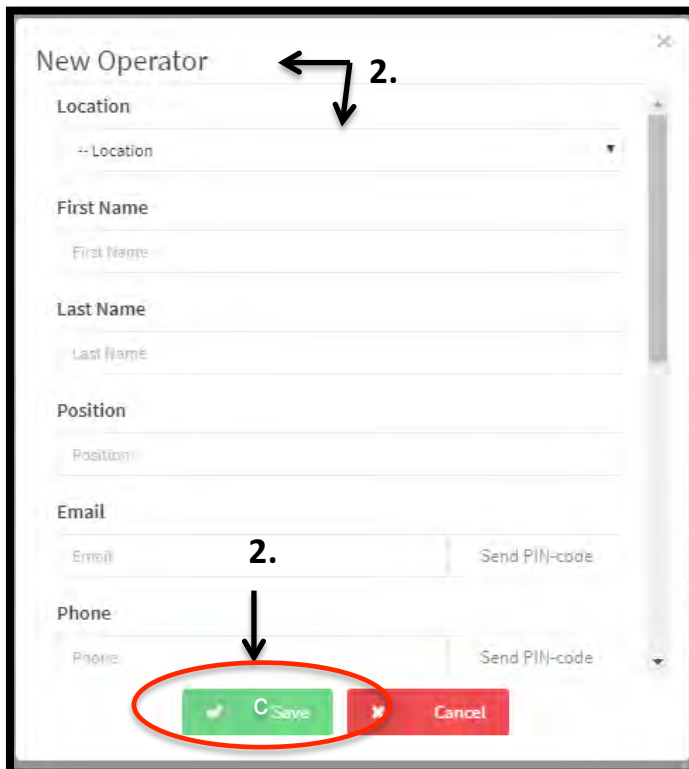 New Operator
2.
Location
-- Location
First Name
First Name
Last Name
Last Name
Position
Position
Email
2.
Email Send PIN-code
Phone
Phone Send PIN-code
C Save Cancel